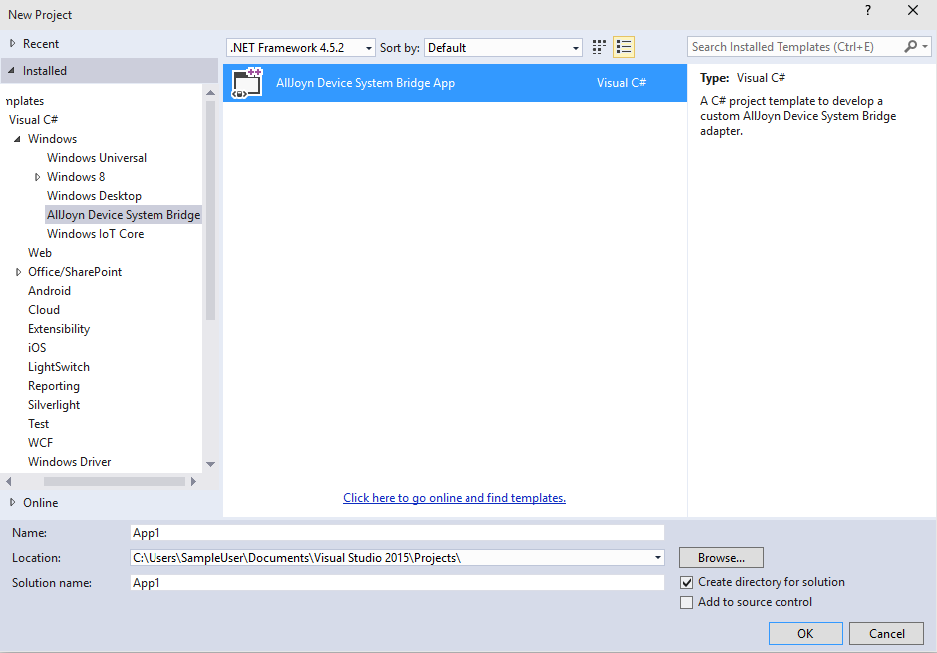 New Project
?
Recent
.NET Framework 4.5.2
Sort by:
Default
Search Installed Templates (Ctrl+E)
Installed
nplates
Visual C#
Windows
Windows Universal
Windows 8
Windows Desktop
AllJoyn Device System Bridge
Windows IoT Core
Web
Office/SharePoint
Android
Cloud
Extensibility
iOS
LightSwitch
Reporting
Silverlight
Test
WCF
Windows Driver
Online
AllJoyn Device System Bridge App
Visual C#
Click here to go online and find templates.
Type: Visual C#
A C# project template to develop a
custom AllJoyn Device System Bridge
adapter.
Name:
App1
Location:
C:\Users\SampleUser\Documents\Visual Studio 2015\Projects\
Browse...
Solution name:
App1
Create directory for solution
Add to source control
OK
Cancel